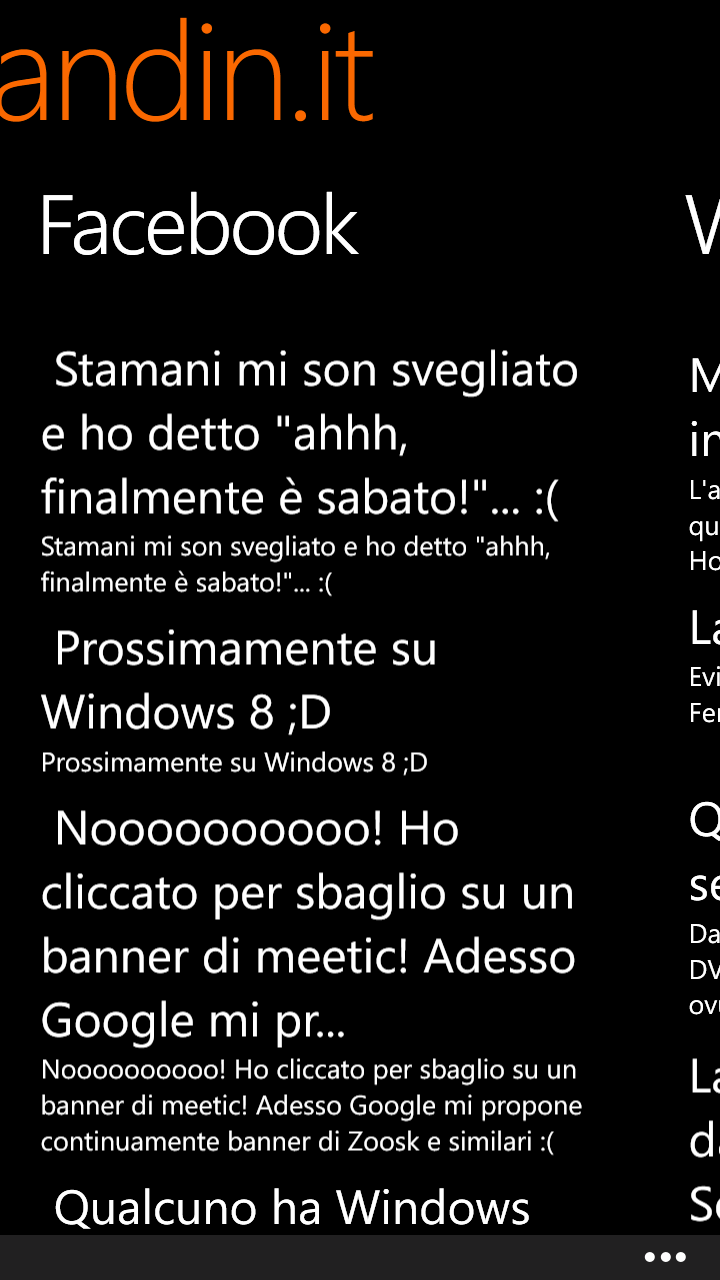 andin.it
Facebook
Stamani mi son svegliato
e ho detto "ahhh,
finalmente è sabato!"... :(
Stamani mi son svegliato e ho detto "ahhh,
finalmente è sabato!"... :(
Prossimamente su
Windows 8 ;D
Prossimamente su Windows 8 ;D
Noooooooooo! Ho
cliccato per sbaglio su un
banner di meetic! Adesso
Google mi pr...
Noooooooooo! Ho cliccato per sbaglio su un
banner di meetic! Adesso Google mi propone
continuamente banner di Zoosk e similari :(
Qualcuno ha Windows
L'a
qu
Ho
La
Evi
Fer
Q
se
Da
DV
ovu
La
da
Se